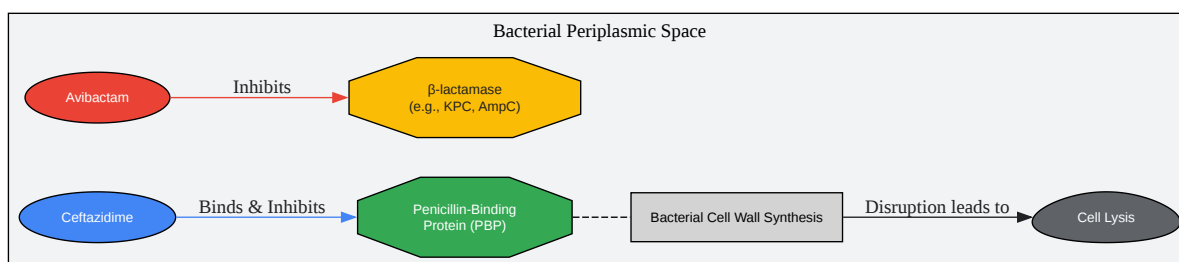 Bacterial Periplasmic Space
Avibactam
Inhibits
β-lactamase
(e.g., KPC, AmpC)
Ceftazidime
Binds & Inhibits
Penicillin-Binding
Protein (PBP)
Bacterial Cell Wall Synthesis
Disruption leads to
Cell Lysis